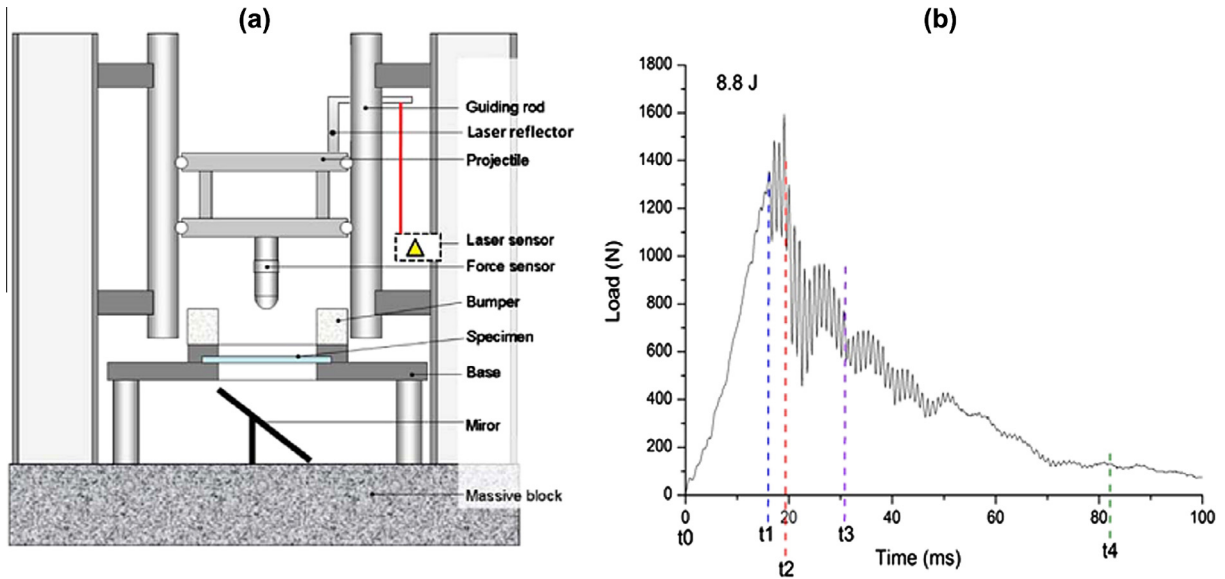 (a)
Guiding rod
Laser reflector
Projectile
Laser sensor
Force sensor
Bumper
Specimen
Base
Miror
Massive block
(b)
8.8 J
Load (N)
1800
1600
1400
1200
1000
800
600
400
200
0
0 20 40 60 80 100
t0 t1 t2 t3 t4
Time (ms)